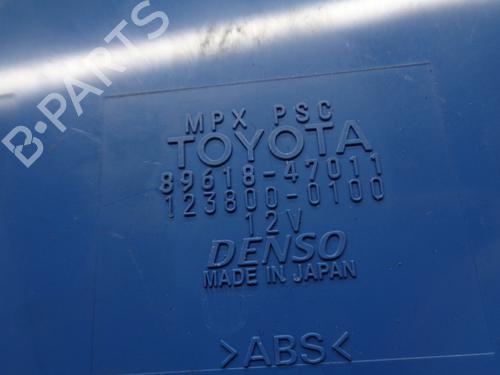 B-PARTS
MPX PSC
TOYOTA
89618-47011
123800-0100
12V
DENSO
MADE IN JAPAN
>ABS<